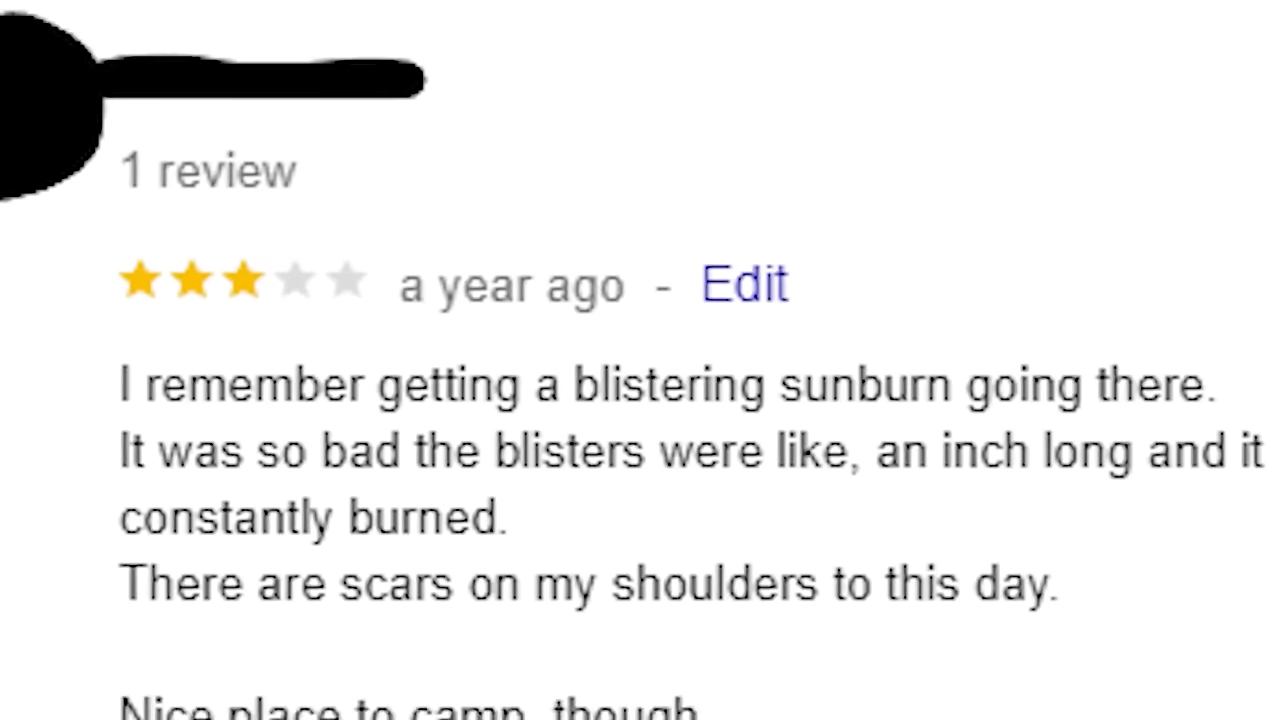 1 review
a year ago - Edit
I remember getting a blistering sunburn going there.
It was so bad the blisters were like, an inch long and it
constantly burned.
There are scars on my shoulders to this day.
Nice place to camp, though